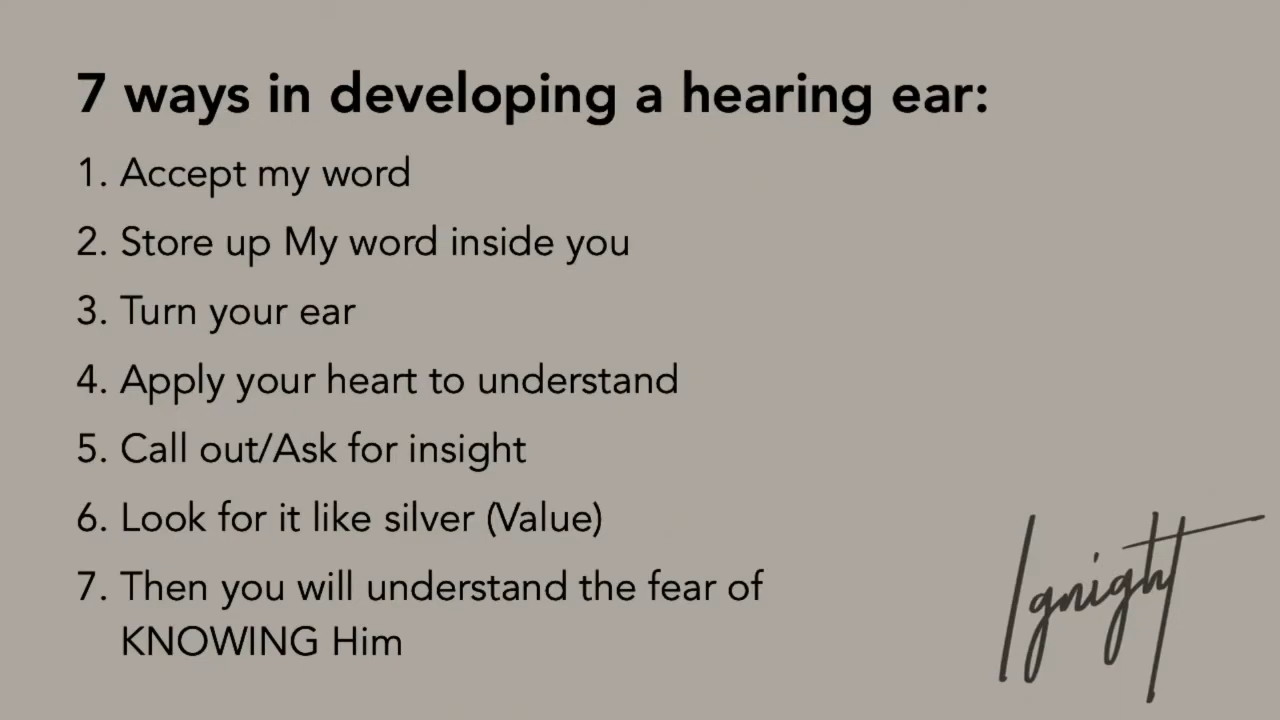 7 ways in developing a hearing ear:
1. Accept my word
2. Store up My word inside you
3. Turn your ear
4. Apply your heart to understand
5. Call out/Ask for insight
6. Look for it like silver (Value)
7. Then you will understand the fear of
KNOWING Him
Ignight